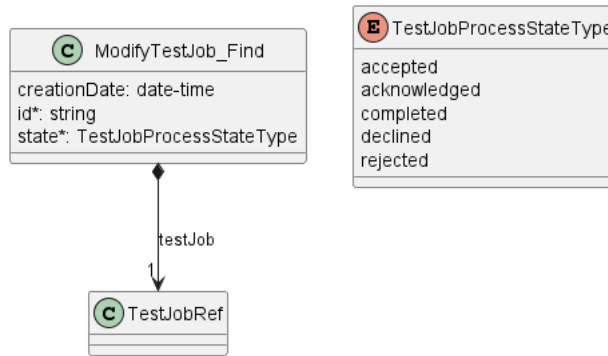 C ModifyTestJob_Find
creationDate: date-time
id*: string
state*: TestJobProcessStateType
E TestJobProcessStateType
accepted
acknowledged
completed
declined
rejected
testJob
1
C TestJobRef